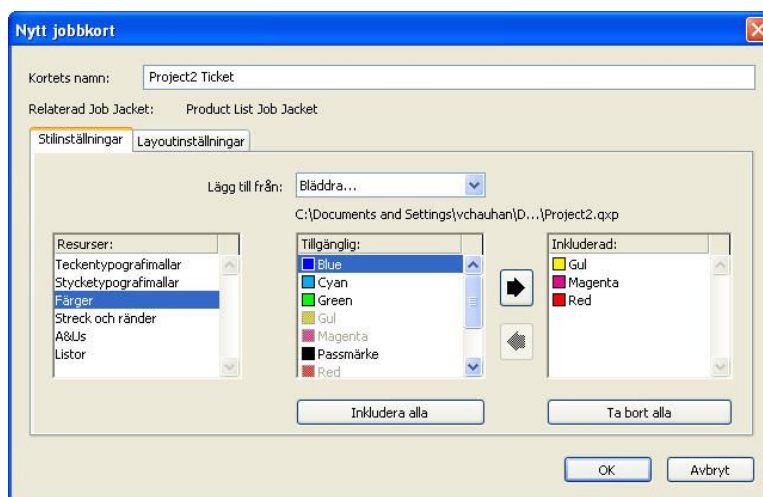 Nytt jobbkort
Kortets namn: Project2 Ticket
Relaterad Job Jacket: Product List Job Jacket
Stilinställningar Layoutinställningar
Lägg till från: Bläddra...
C:\Documents and Settings\vchauhan\D...\Project2.qxp
Resurser:
Teckentypografimallar
Stycketypografimallar
Färger
Streck och ränder
A&Us
Listor
Tillgänglig:
Blue
Cyan
Green
Gul
Magenta
Passmärke
Red
Inkluderad:
Gul
Magenta
Red
Inkludera alla
Ta bort alla
OK
Avbryt